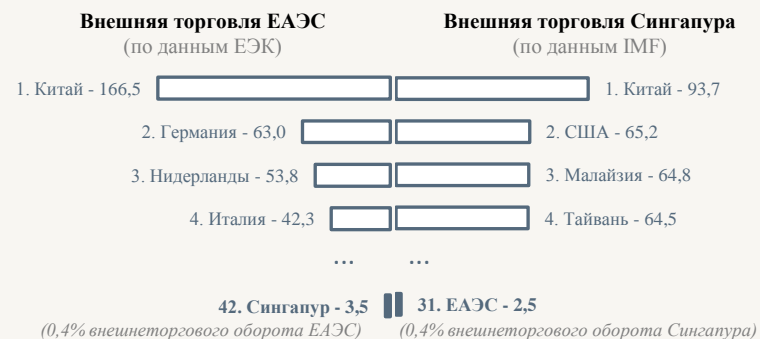 Внешняя торговля ЕАЭС
(по данным ЕЭК)
1. Китай - 166,5
2. Германия - 63,0
3. Нидерланды - 53,8
4. Италия - 42,3
...
42. Сингапур - 3,5
(0,4% внешнеторгового оборота ЕАЭС)
Внешняя торговля Сингапура
(по данным IMF)
1. Китай - 93,7
2. США - 65,2
3. Малайзия - 64,8
4. Тайвань - 64,5
...
31. ЕАЭС - 2,5
(0,4% внешнеторгового оборота Сингапура)